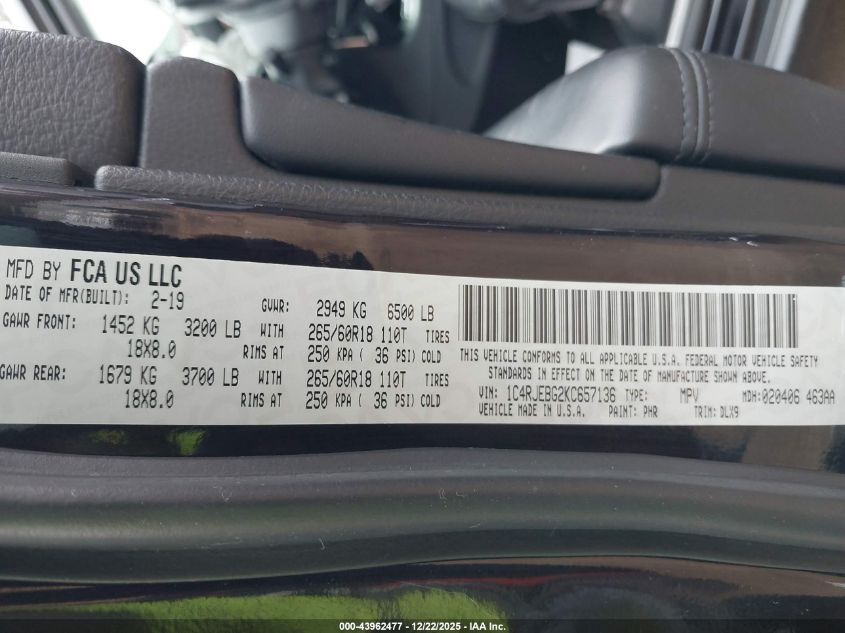 MFD BY FCA US LLC
DATE OF MFR(BUILT): 2-19 GVWR: 2949 KG 6500 LB
GAWR FRONT: 1452 KG 3200 LB WITH 265/60R18 110T TIRES
18X8.0 RIMS AT 250 KPA ( 36 PSI) COLD
GAWR REAR: 1679 KG 3700 LB WITH 265/60R18 110T TIRES
18X8.0 RIMS AT 250 KPA ( 36 PSI) COLD
THIS VEHICLE CONFORMS TO ALL APPLICABLE U.S.A. FEDERAL MOTOR VEHICLE SAFETY
STANDARDS IN EFFECT ON THE DATE OF MANUFACTURE SHOWN ABOVE.
VIN: 1C4RJEBG2KC657136 TYPE: MPV MDH:020406 463AA
VEHICLE MADE IN U.S.A. PAINT: PHR TRIM: DLX9
000-43962477 - 12/22/2025 - IAA Inc.